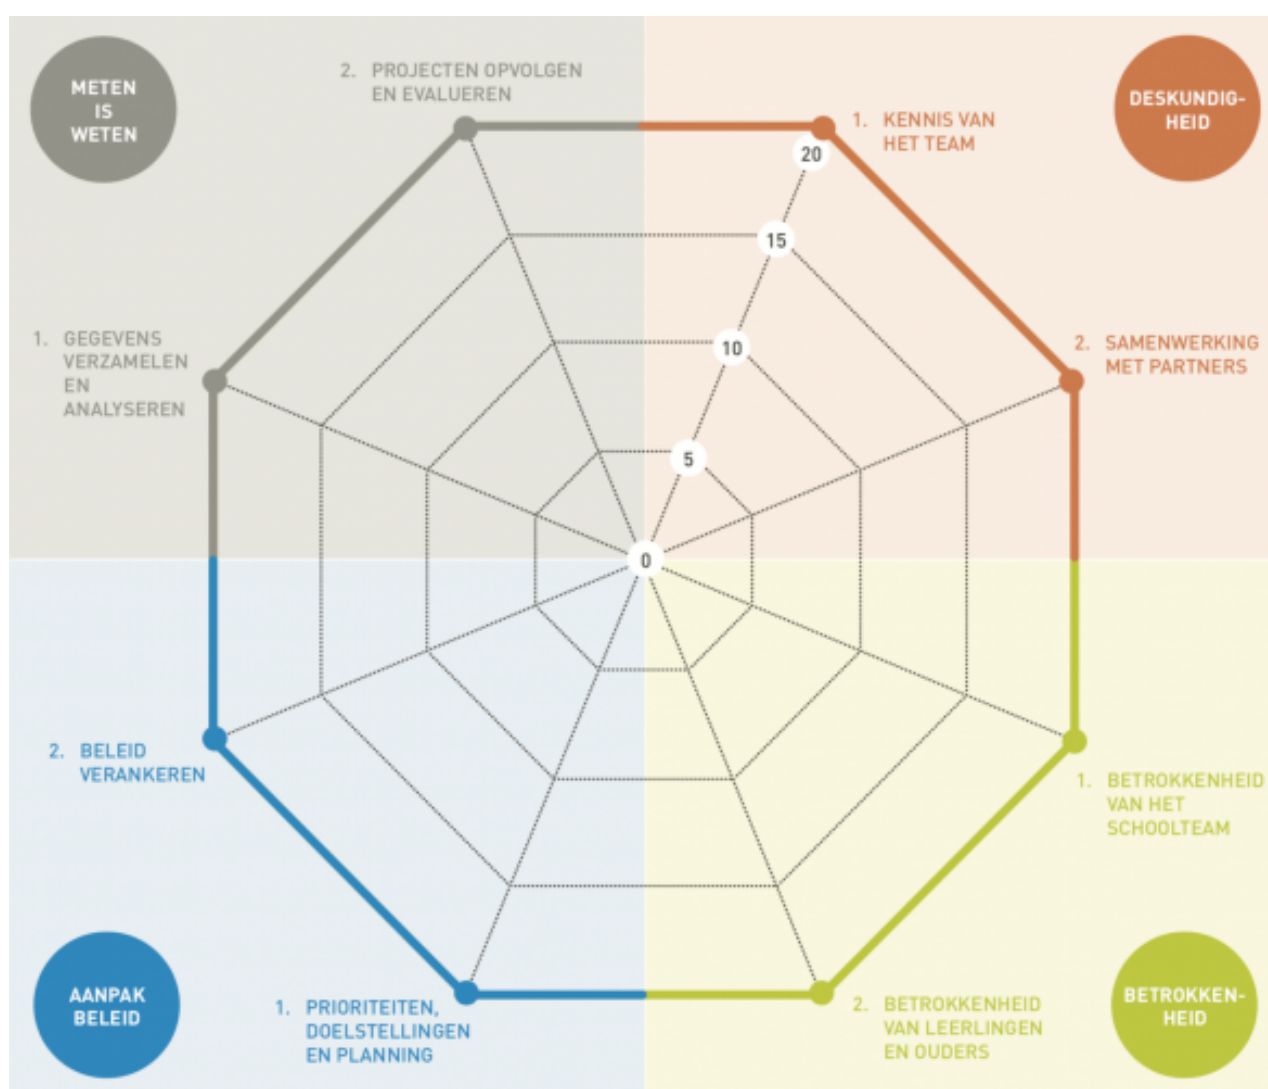 METEN
IS
WETEN
2. PROJECTEN OPVOLGEN
EN EVALUEREN
1. KENNIS VAN
HET TEAM
DESKUNDIG-
HEID
20
15
10
5
0
1. GEGEVENS
VERZAMELEN
EN
ANALYSEREN
2. SAMENWERKING
MET PARTNERS
2. BELEID
VERANKEREN
1. BETROKKENHEID
VAN HET
SCHOOLTEAM
AANPAK
BELEID
1. PRIORITEITEN,
DOELSTELLINGEN
EN PLANNING
2. BETROKKENHEID
VAN LEERLINGEN
EN OUDERS
BETROKKEN-
HEID